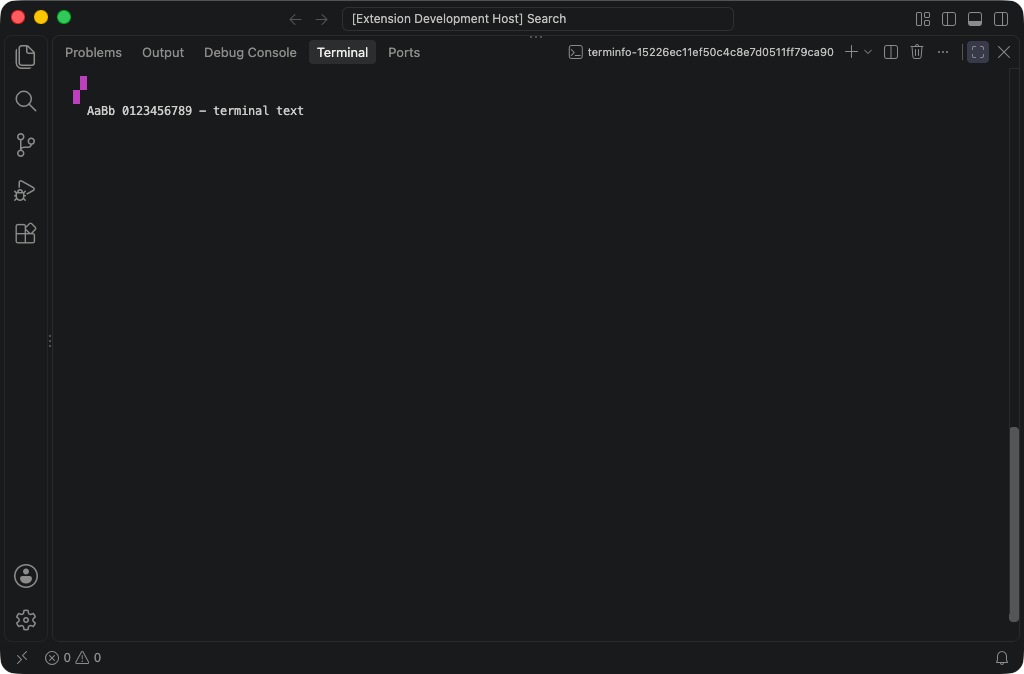 [Extension Development Host] Search
Problems Output Debug Console Terminal Ports
terminfo-15226ec11ef50c4c8e7d0511ff79ca90
AaBb 0123456789 — terminal text
0 0